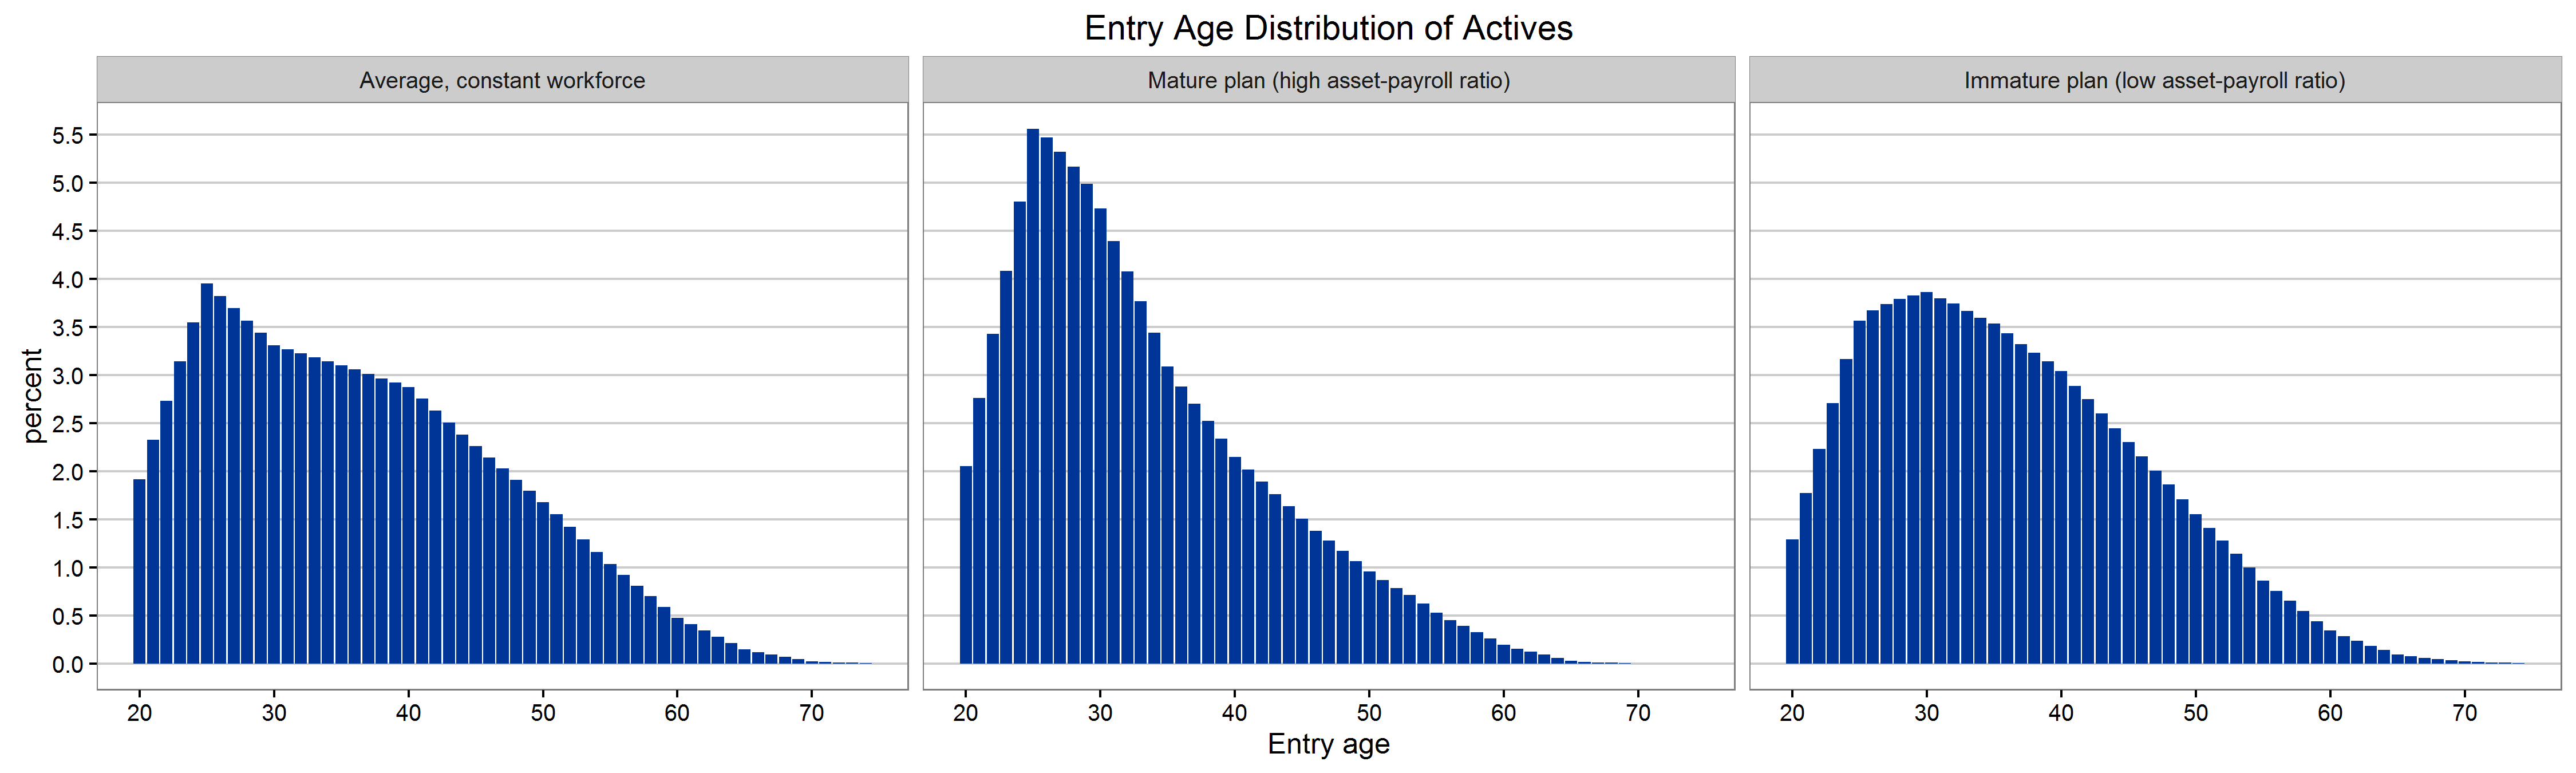 Entry Age Distribution of Actives
Average, constant workforce
Mature plan (high asset-payroll ratio)
Immature plan (low asset-payroll ratio)
percent
5.5
5.0
4.5
4.0
3.5
3.0
2.5
2.0
1.5
1.0
0.5
0.0
20 30 40 50 60 70
20 30 40 50 60 70
20 30 40 50 60 70
Entry age